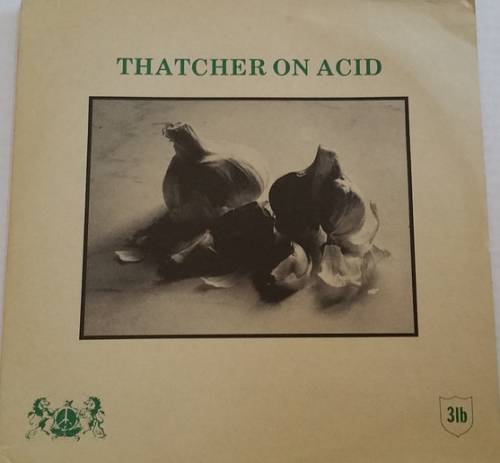 THATCHER ON ACID
3lb